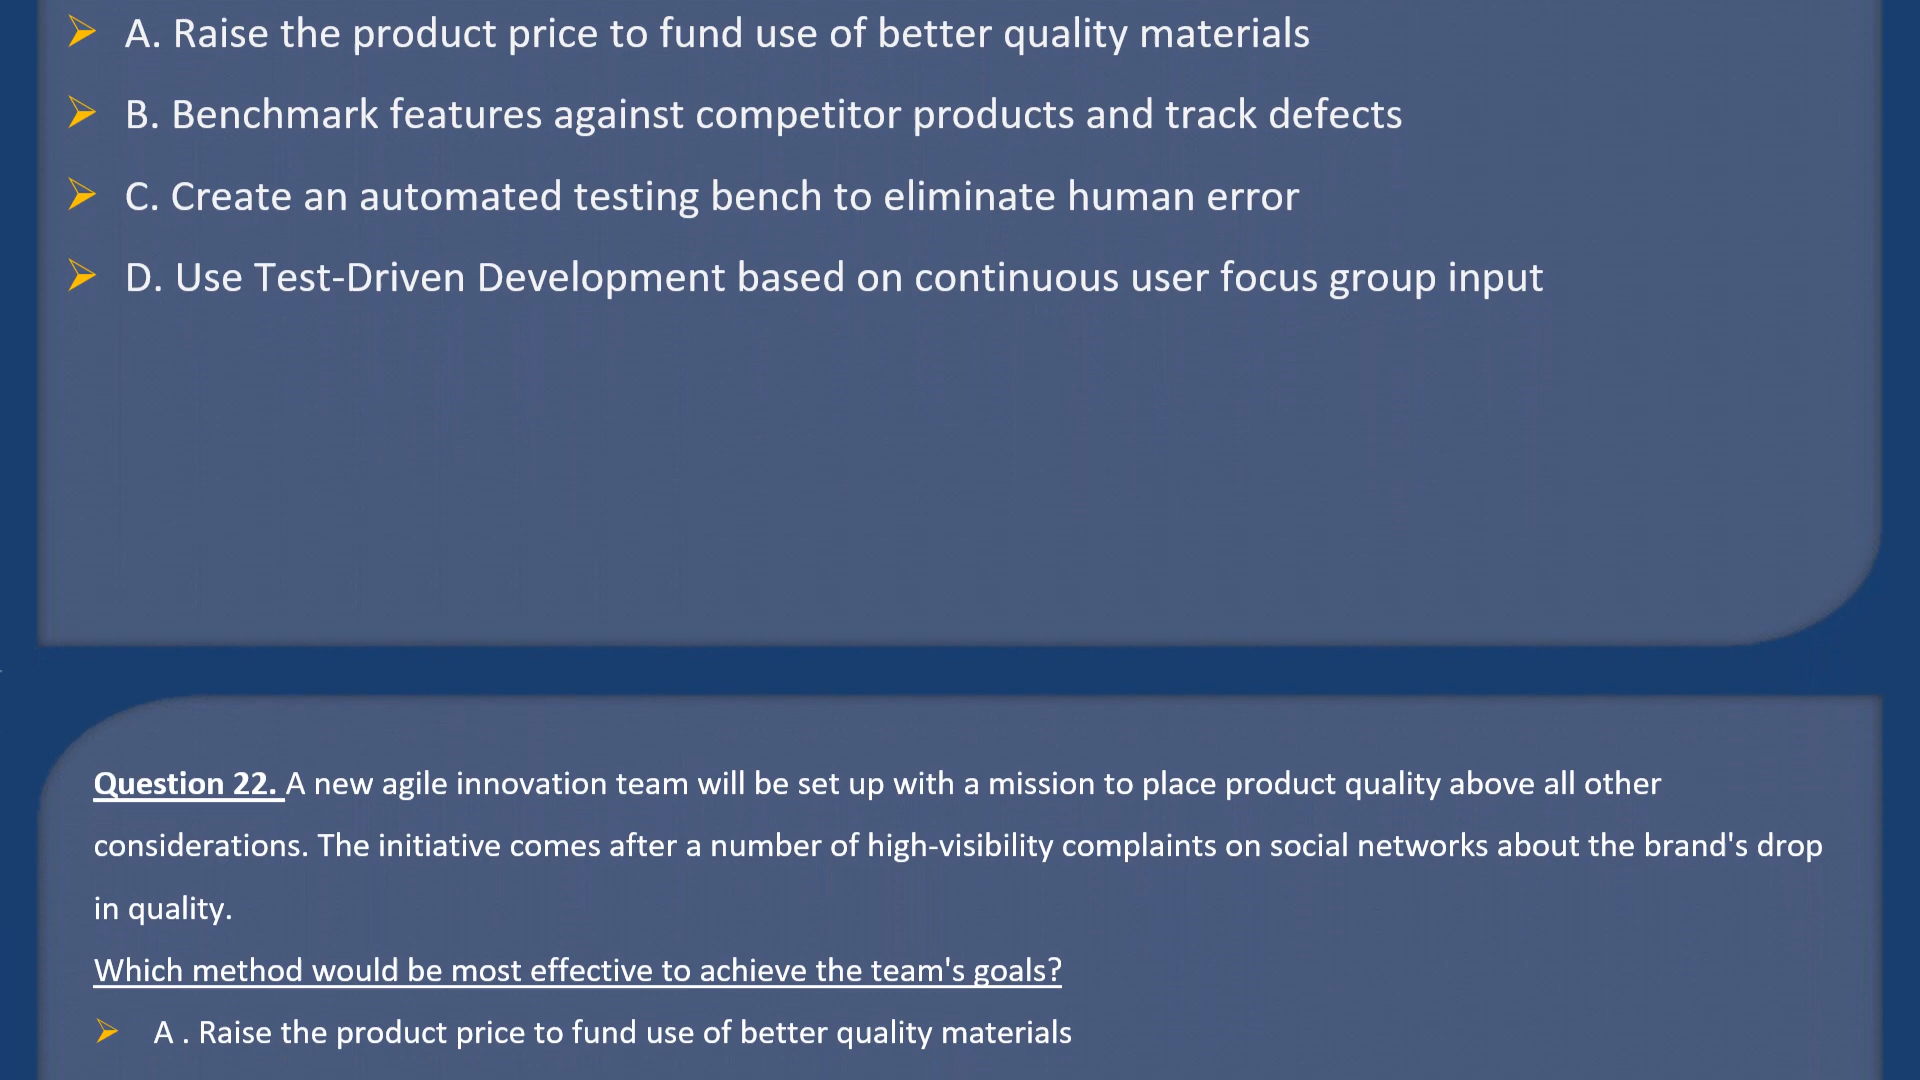 A. Raise the product price to fund use of better quality materials
B. Benchmark features against competitor products and track defects
C. Create an automated testing bench to eliminate human error
D. Use Test-Driven Development based on continuous user focus group input
Question 22. A new agile innovation team will be set up with a mission to place product quality above all other
considerations. The initiative comes after a number of high-visibility complaints on social networks about the brand's drop
in quality.
Which method would be most effective to achieve the team's goals?
A . Raise the product price to fund use of better quality materials